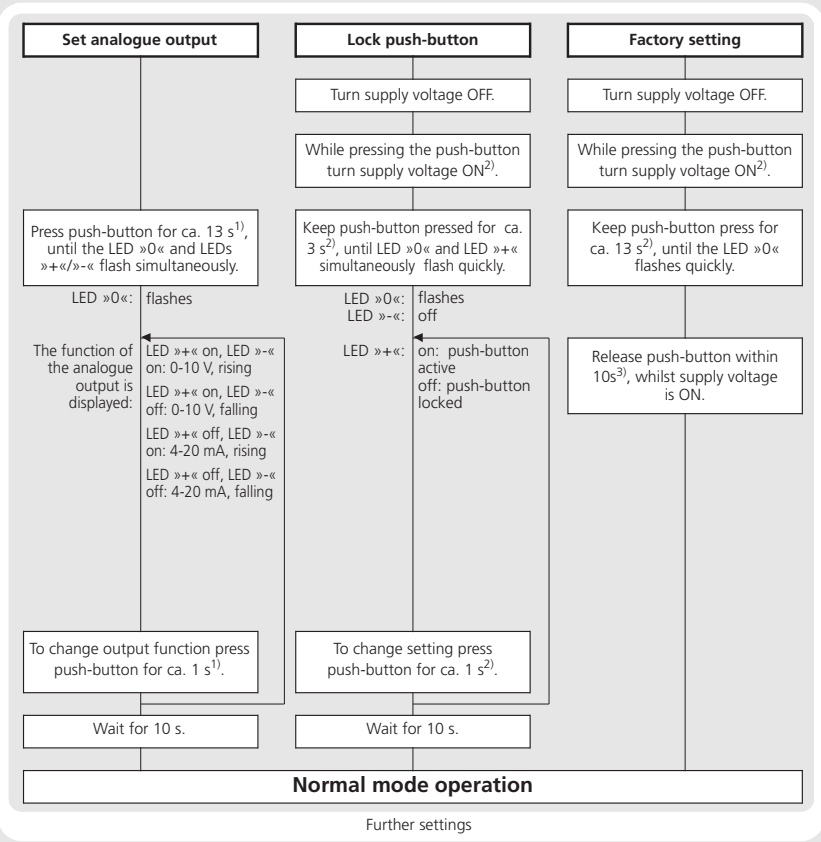 Set analogue output
Press push-button for ca. 13 s1),
until the LED »0« and LEDs
»+«/»-« flash simultaneously.
LED »0«: flashes
The function of
the analogue
output is
displayed:
LED »+« on, LED »-«
on: 0-10 V, rising
LED »+« on, LED »-«
off: 0-10 V, falling
LED »+« off, LED »-«
on: 4-20 mA, rising
LED »+« off, LED »-«
off: 4-20 mA, falling
To change output function press
push-button for ca. 1 s1).
Wait for 10 s.
Lock push-button
Turn supply voltage OFF.
While pressing the push-button
turn supply voltage ON2).
Keep push-button pressed for ca.
3 s2), until LED »0« and LED »+«
simultaneously flash quickly.
LED »0«: flashes
LED »-«: off
LED »+«: on: push-button
active
off: push-button
locked
To change setting press
push-button for ca. 1 s2).
Wait for 10 s.
Factory setting
Turn supply voltage OFF.
While pressing the push-button
turn supply voltage ON2).
Keep push-button press for
ca. 13 s2), until the LED »0«
flashes quickly.
Release push-button within
10s3), whilst supply voltage
is ON.
Normal mode operation
Further settings